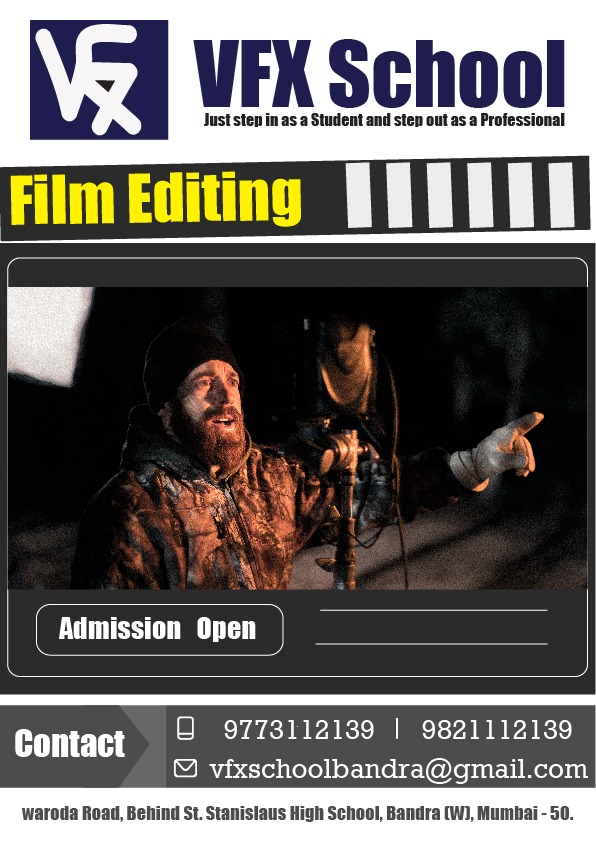 VFX
VFX School
Just step in as a Student and step out as a Professional
Film Editing
Admission Open
Contact
9773112139 | 9821112139
vfxschoolbandra@gmail.com
waroda Road, Behind St. Stanislaus High School, Bandra (W), Mumbai - 50.